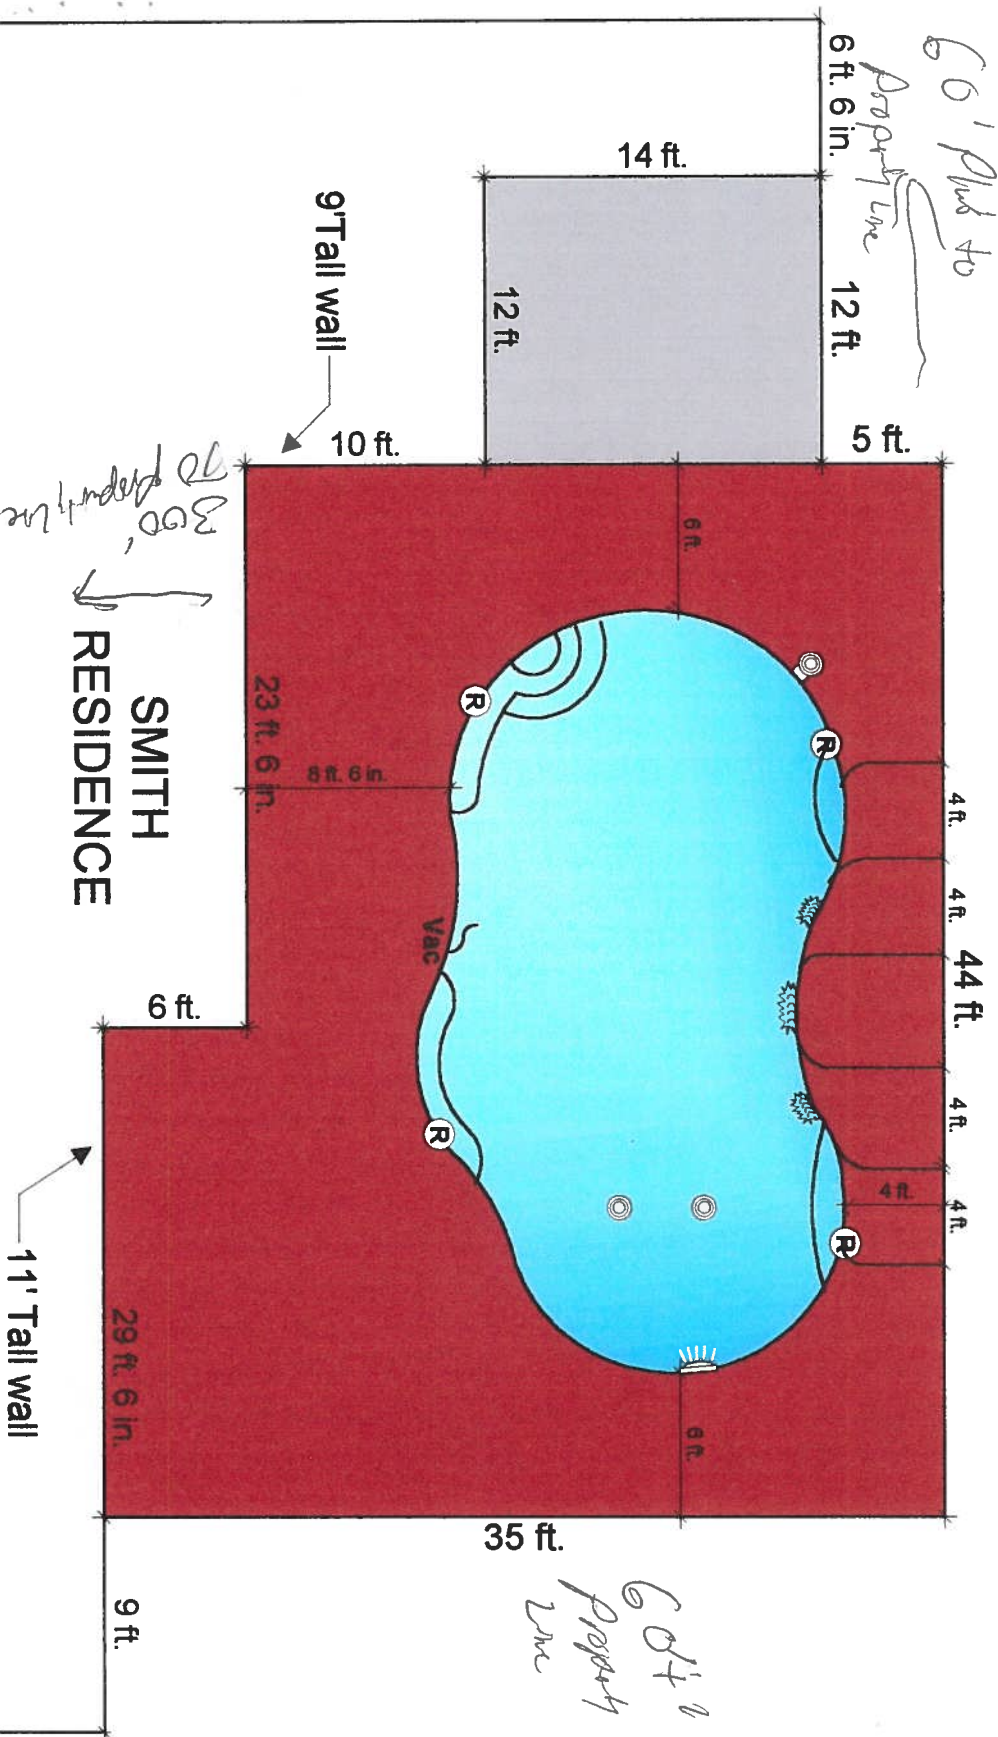 60' Plus to
Property Line
6 ft. 6 in.
14 ft.
12 ft.
12 ft.
9'Tall wall
10 ft.
5 ft.
300'
TO Property Line
6 ft.
R
R
SMITH
RESIDENCE
23 ft. 6 in.
8 ft. 6 in.
4 ft.
4 ft.
44 ft.
4 ft.
4 ft.
4 ft.
Vac
6 ft.
R
R
11' Tall wall
29 ft. 6 in.
6 ft.
35 ft.
9 ft.
Property
Line